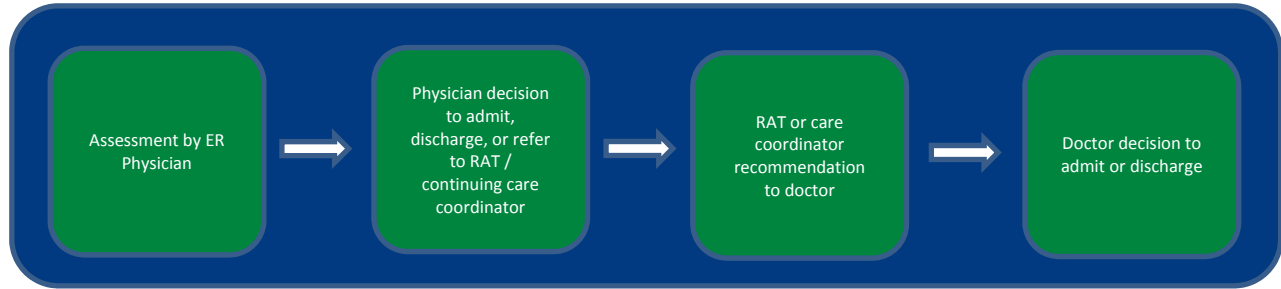 Assessment by ER
Physician
Physician decision
to admit,
discharge, or refer
to RAT /
continuing care
coordinator
RAT or care
coordinator
recommendation
to doctor
Doctor decision to
admit or discharge